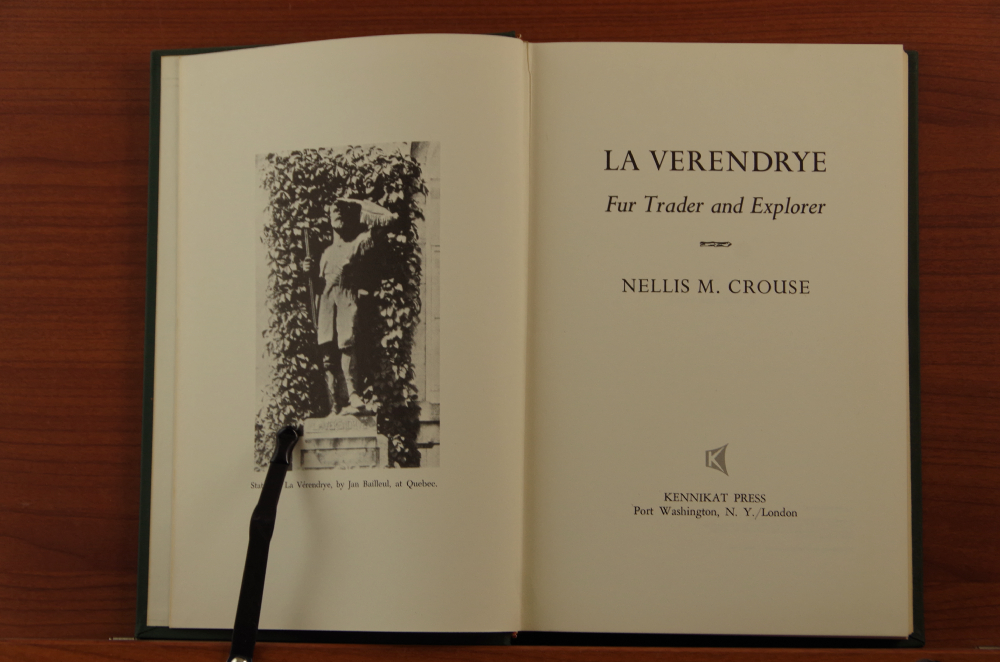 La Vérendrye, by Jan Bailleul, at Quebec.
LA VERENDRYE
Fur Trader and Explorer
NELLIS M. CROUSE
K
KENNIKAT PRESS
Port Washington, N. Y./London